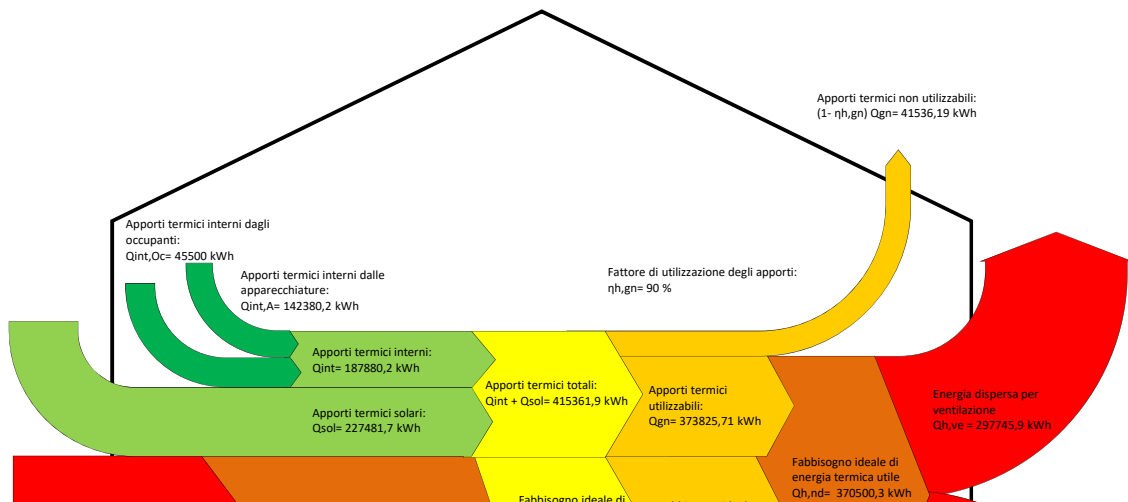 Apporti termici non utilizzabili:
(1- ηh,gn) Qgn= 41536,19 kWh
Apporti termici interni dagli
occupanti:
Qint,Oc= 45500 kWh
Apporti termici interni dalle
apparecchiature:
Qint,A= 142380,2 kWh
Fattore di utilizzazione degli apporti:
ηh,gn= 90 %
Apporti termici interni:
Qint= 187880,2 kWh
Apporti termici totali:
Qint + Qsol= 415361,9 kWh
Apporti termici
utilizzabili:
Qgn= 373825,71 kWh
Energia dispersa per
ventilazione
Qh,ve = 297745,9 kWh
Apporti termici solari:
Qsol= 227481,7 kWh
Fabbisogno ideale di
energia termica utile
Qh,nd= 370500,3 kWh
Fabbisogno ideale di